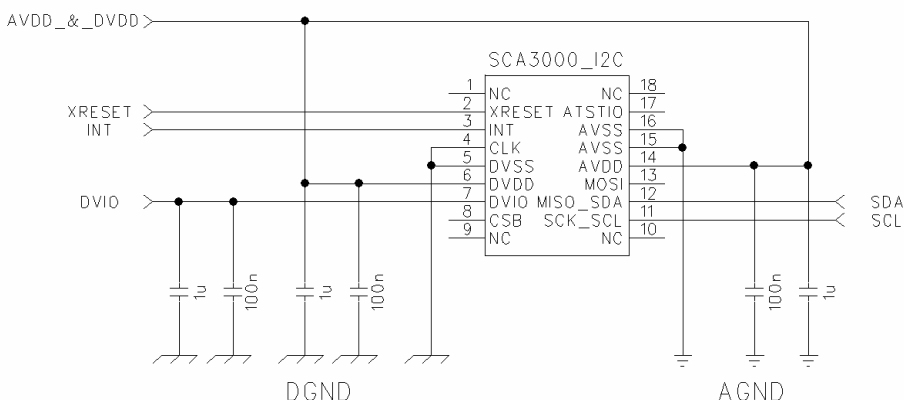 AVDD_&_DVDD
SCA3000_I2C
1 NC NC 18
XRESET 2 XRESET ATSTIO 17
INT 3 INT AVSS 16
4 CLK AVSS 15
5 DVSS AVDD 14
6 DVDD MOSI 13
DVIO 7 DVIO MISO_SDA 12 SDA
8 CSB SCK_SCL 11 SCL
9 NC NC 10
1u 100n 1u 100n 100n 1u
DGND AGND